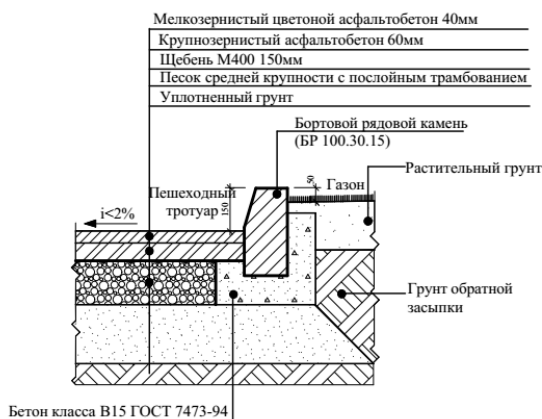 Мелкозернистый цветоной асфальтобетон 40мм
Крупнозернистый асфальтобетон 60мм
Щебень М400 150мм
Песок средней крупности с послойным трамбованием
Уплотненный грунт
Бортовой рядовой камень
(БР 100.30.15)
50
Растительный грунт
Газон
Пешеходный
тротуар
150
i<2%
Грунт обратной
засыпки
Бетон класса В15 ГОСТ 7473-94